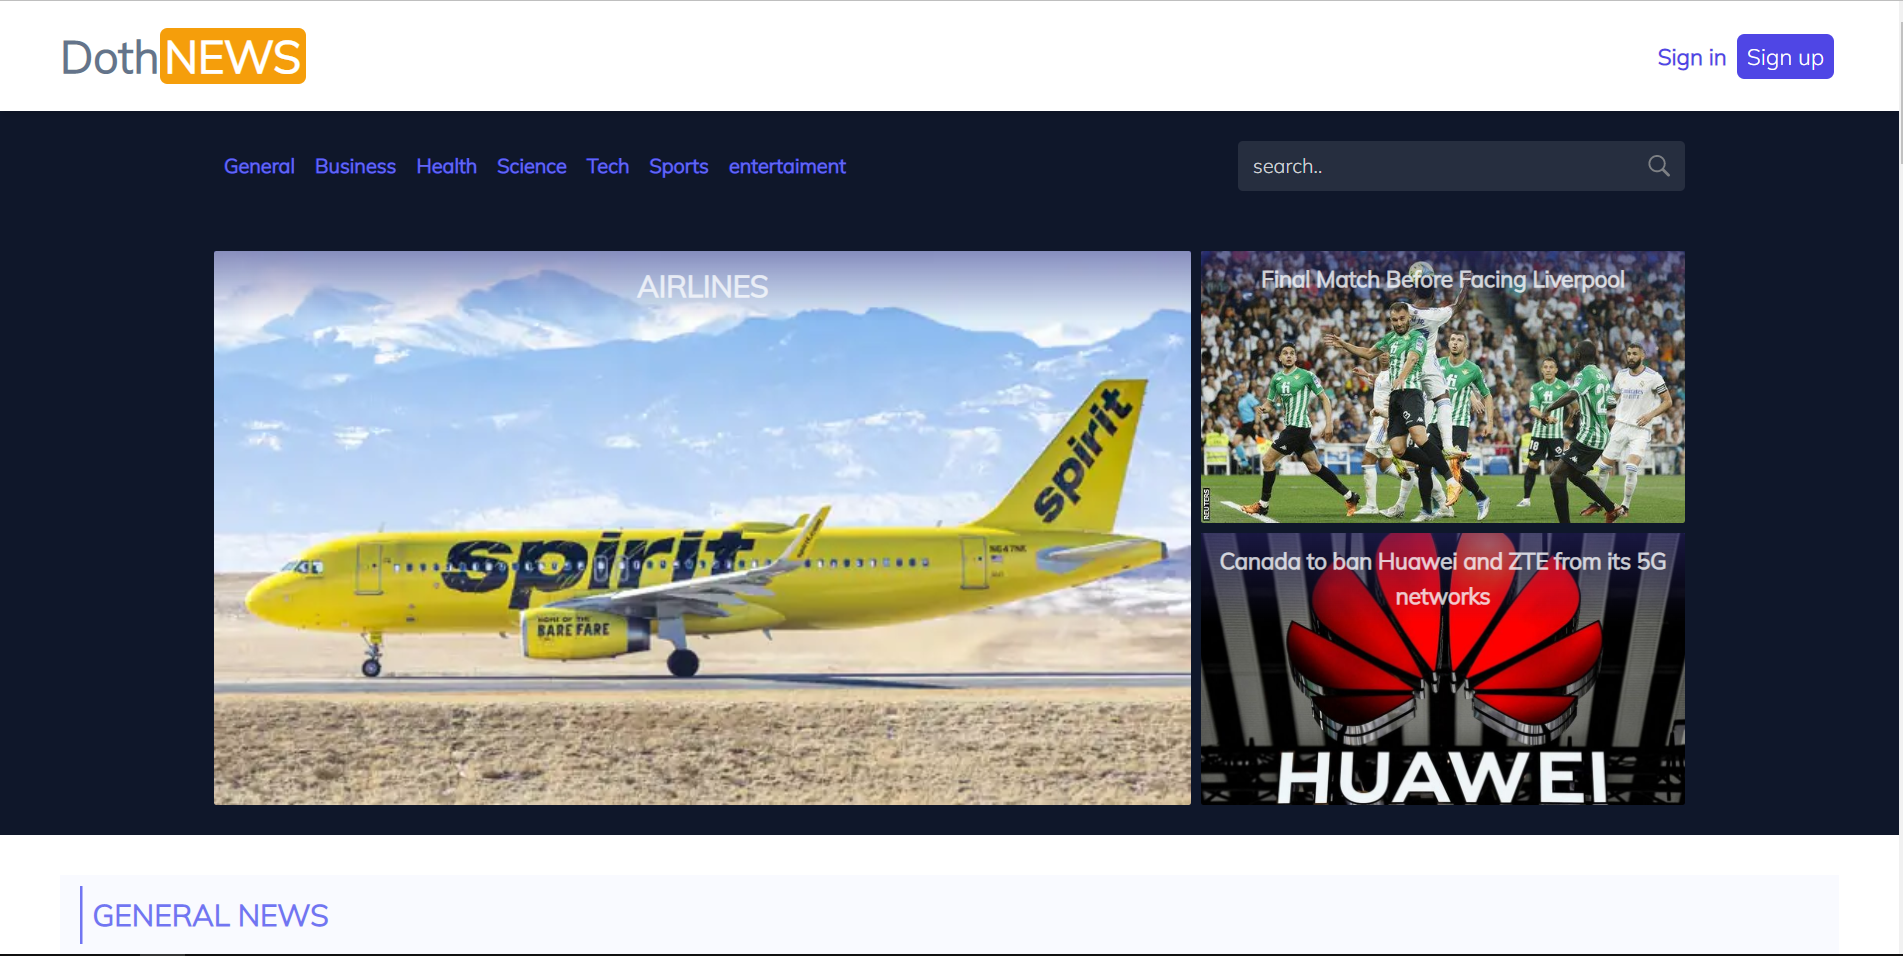 DothNEWS
Sign in Sign up
General Business Health Science Tech Sports entertaiment
search..
AIRLINES
spirit
spirit
spirit.com
N647NK
HOME OF THE
BARE FARE
Final Match Before Facing Liverpool
REUTERS
Canada to ban Huawei and ZTE from its 5G
networks
HUAWEI
GENERAL NEWS